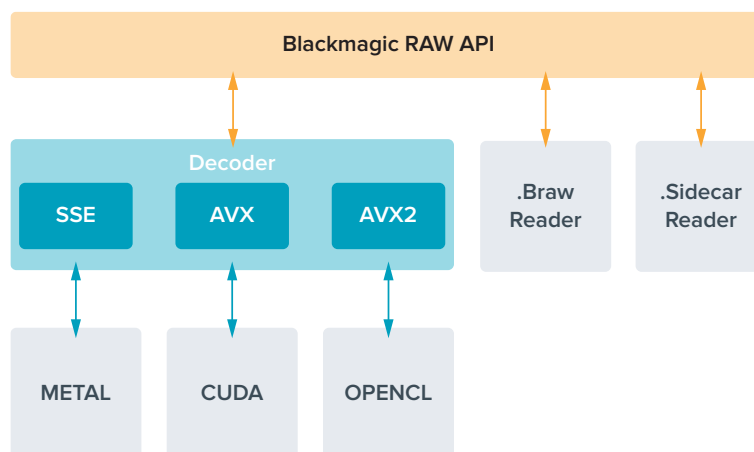 Blackmagic RAW API
Decoder
SSE
AVX
AVX2
.Braw
Reader
.Sidecar
Reader
METAL
CUDA
OPENCL